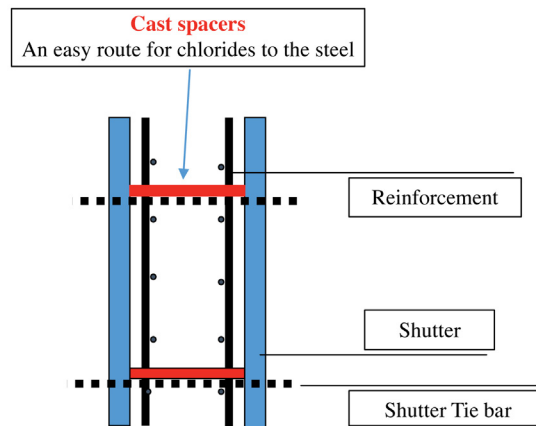 Cast spacers
An easy route for chlorides to the steel
Reinforcement
Shutter
Shutter Tie bar